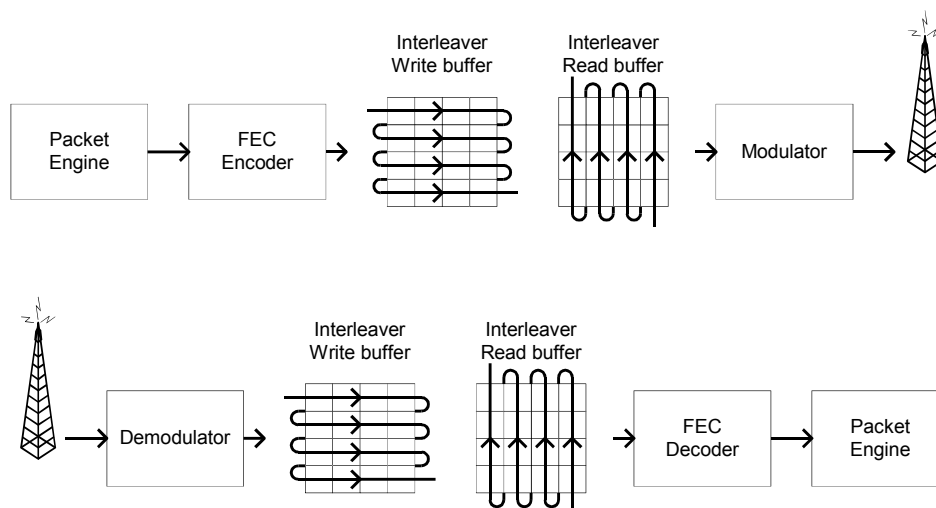 Interleaver
Write buffer
Interleaver
Read buffer
Packet
Engine
FEC
Encoder
Modulator
Interleaver
Write buffer
Interleaver
Read buffer
Demodulator
FEC
Decoder
Packet
Engine